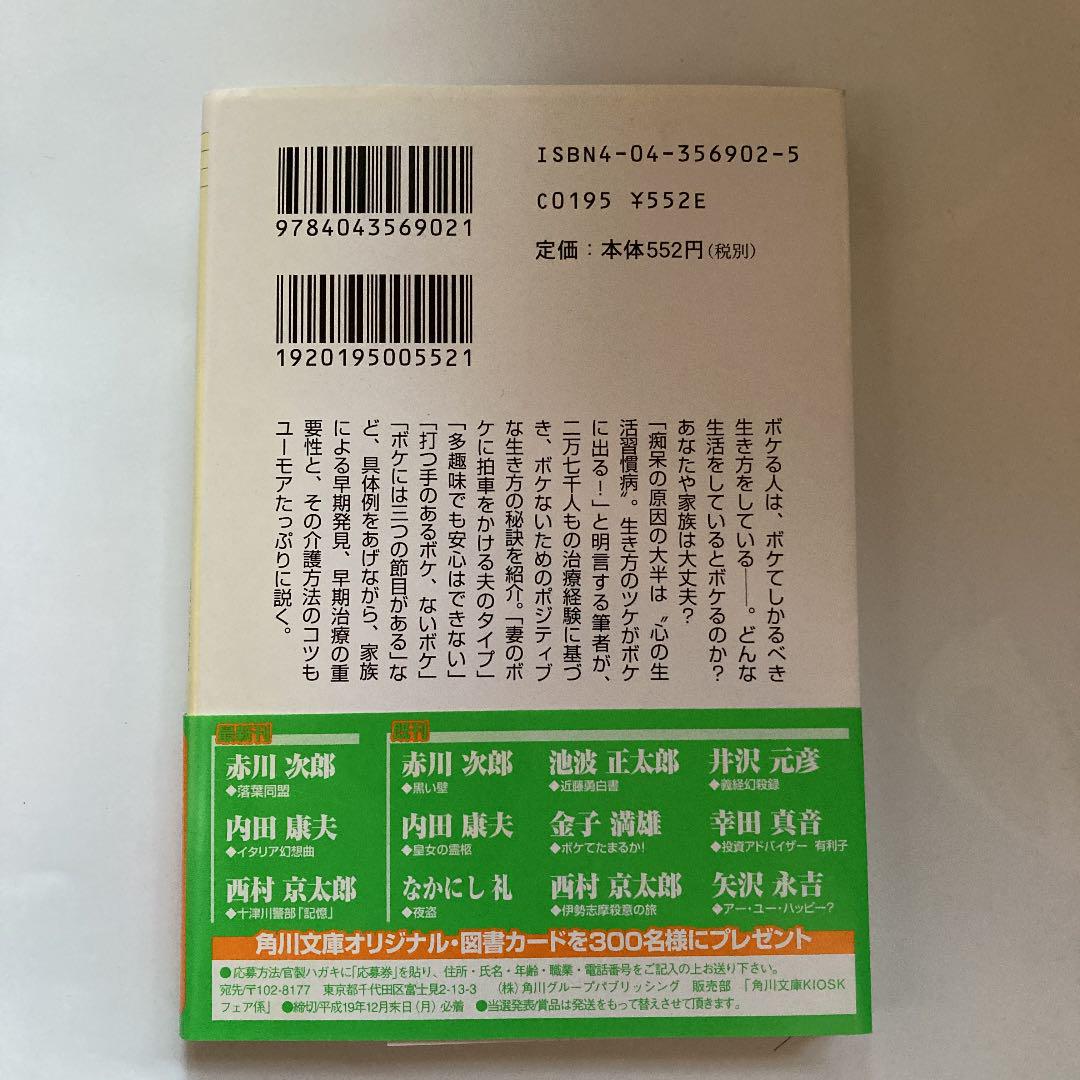 9784043569021
1920195005521
ISBN4-04-356902-5
C0195 ¥552E
定価：本体552円（税別）
ボケる人は、ボケてしかるべき
生き方をしている――。どんな
生活をしているとボケるのか？
あなたや家族は大丈夫？
「痴呆の原因の大半は〝心の生
活習慣病〟。生き方のツケがボケ
に出る！」と明言する筆者が、
二万七千人もの治療経験に基づ
き、ボケないためのポジティブ
な生き方の秘訣を紹介。「妻のボ
ケに拍車をかける夫のタイプ」
「多趣味でも安心はできない」
「打つ手のあるボケ、ないボケ」
「ボケには三つの節目がある」な
ど、具体例をあげながら、家族
による早期発見、早期治療の重
要性と、その介護方法のコツも
ユーモアたっぷりに説く。
最新刊
赤川 次郎
◆落葉同盟
内田 康夫
◆イタリア幻想曲
西村 京太郎
◆十津川警部「記憶」
既刊
赤川 次郎
◆黒い壁
池波 正太郎
◆近藤勇白書
井沢 元彦
◆義経幻殺録
内田 康夫
◆皇女の霊柩
金子 満雄
◆ボケてたまるか!
幸田 真音
◆投資アドバイザー 有利子
なかにし 礼
◆夜盗
西村 京太郎
◆伊勢志摩殺意の旅
矢沢 永吉
◆アー・ユー・ハッピー？
角川文庫オリジナル・図書カードを300名様にプレゼント
●応募方法/官製ハガキに「応募券」を貼り、住所・氏名・年齢・職業・電話番号をご記入の上お送り下さい。
宛先/〒102-8177 東京都千代田区富士見2-13-3 （株）角川グループパブリッシング 販売部 「角川文庫KIOSK
フェア係」●締切/平成19年12月末日（月）必着 ●当選発表/賞品は発送をもって替えさせて頂きます。